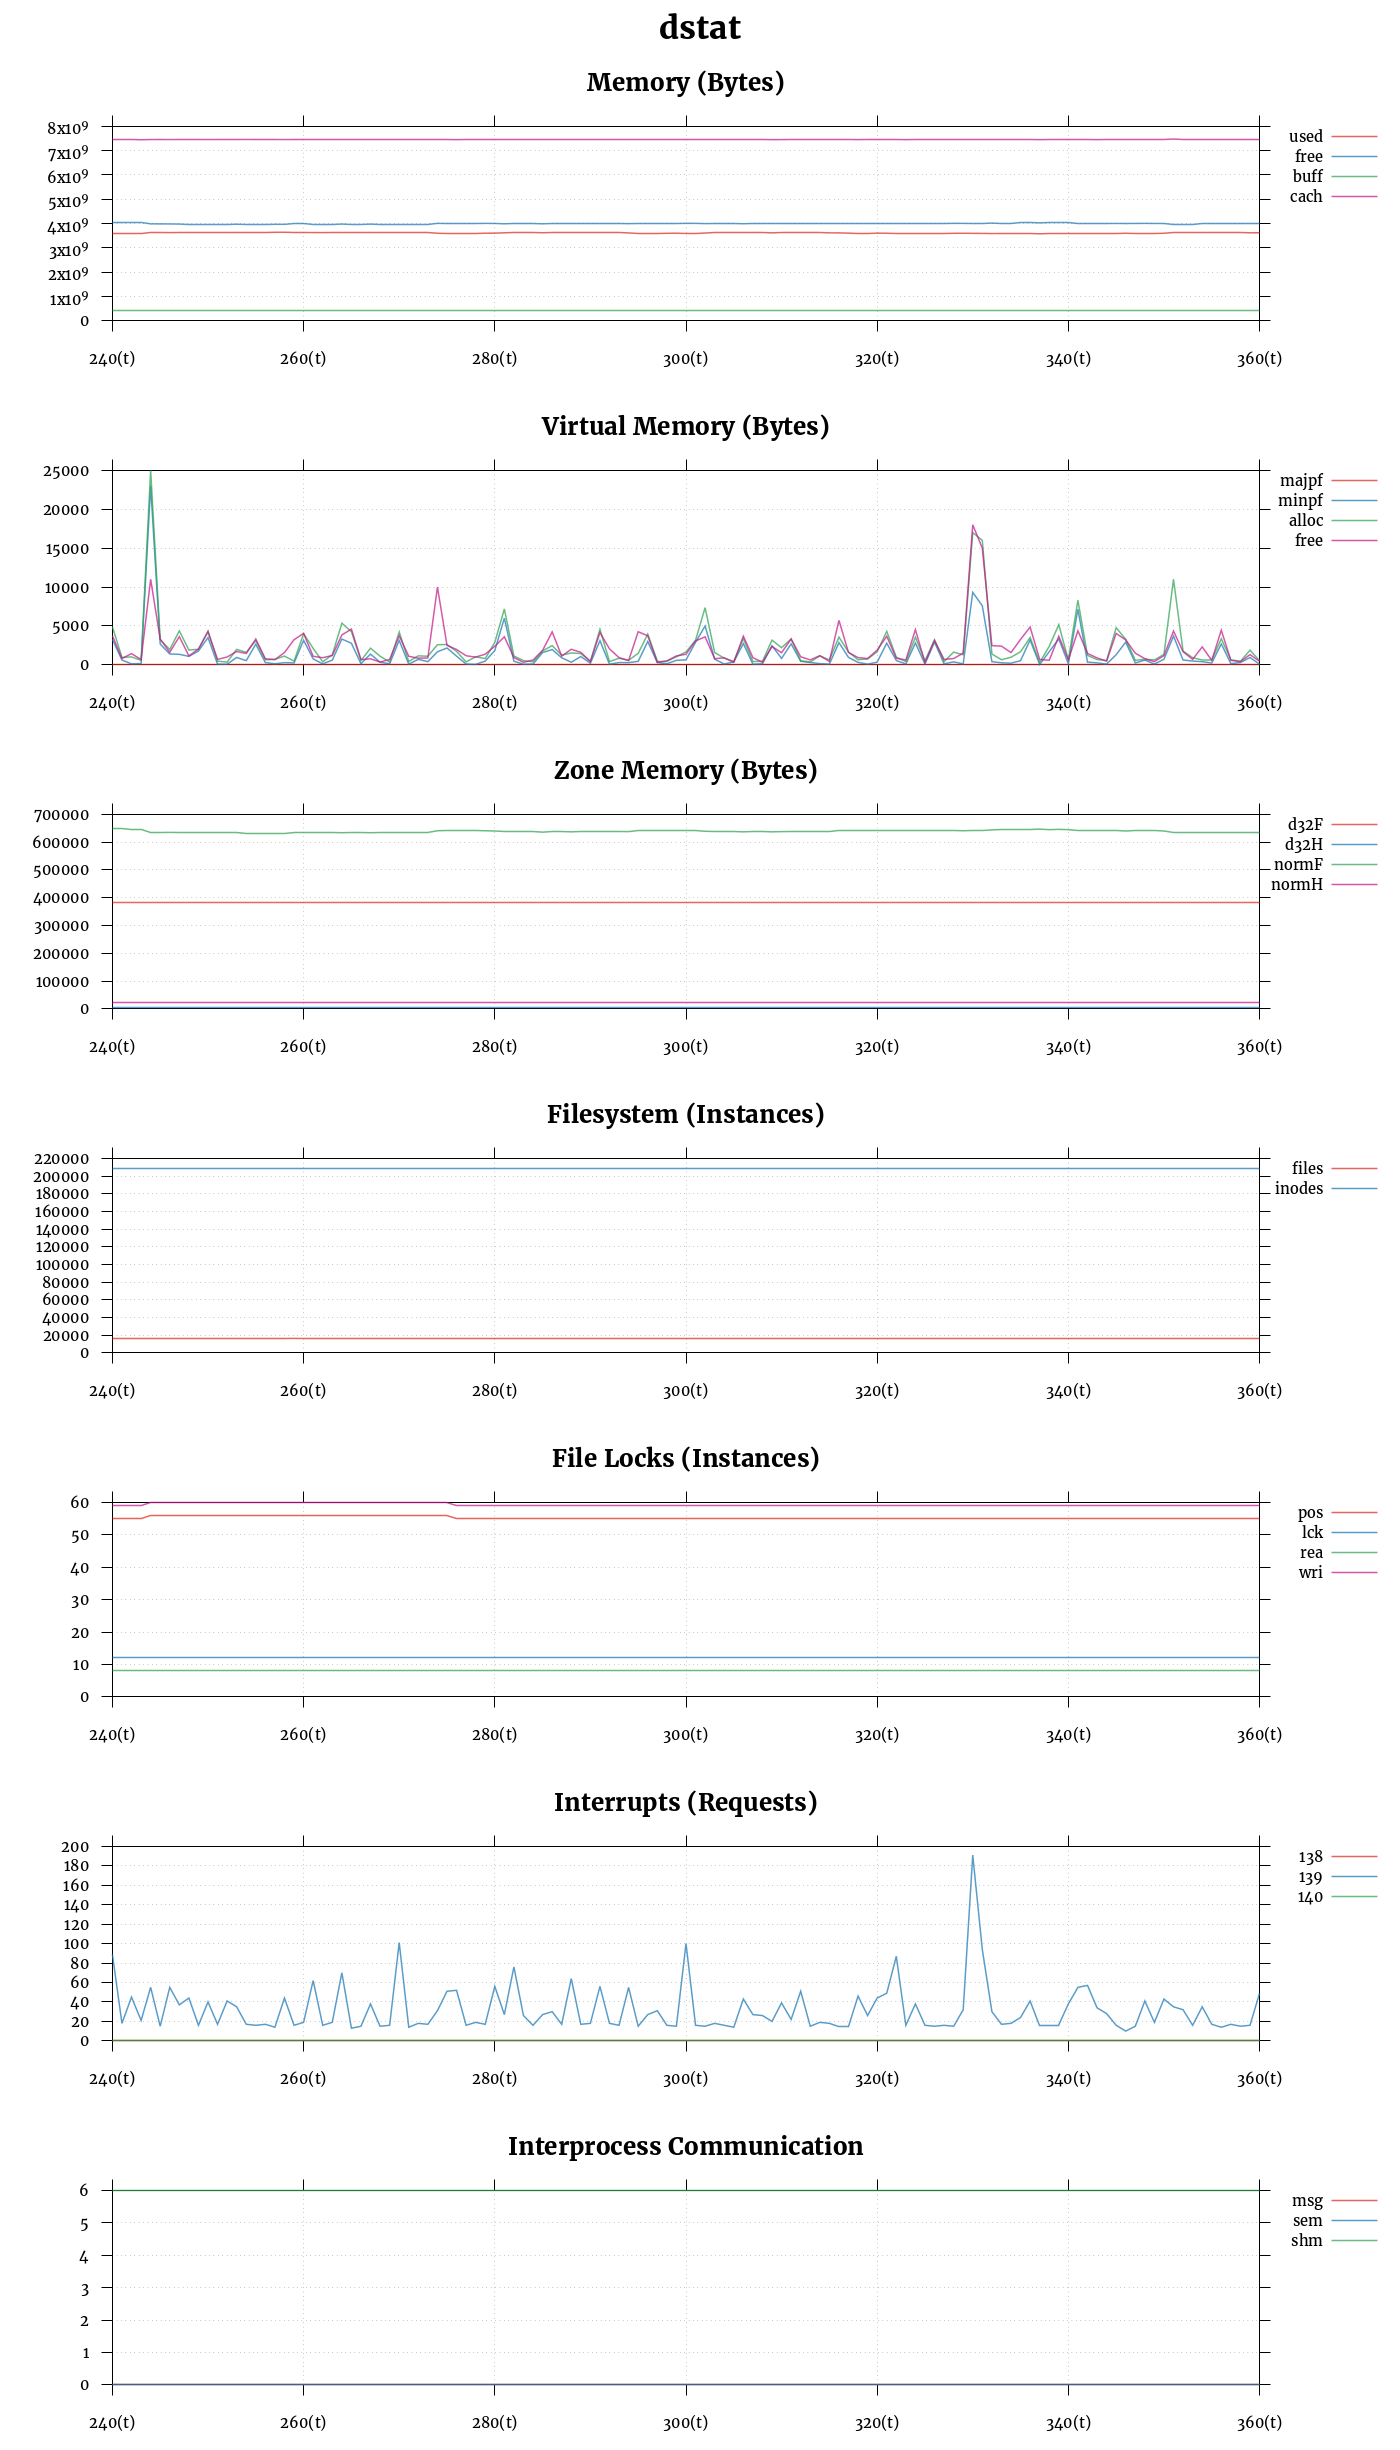 dstat
Memory (Bytes)
8x10⁹
7x10⁹
6x10⁹
5x10⁹
4x10⁹
3x10⁹
2x10⁹
1x10⁹
0
240(t) 260(t) 280(t) 300(t) 320(t) 340(t) 360(t)
used
free
buff
cach
Virtual Memory (Bytes)
25000
20000
15000
10000
5000
0
240(t) 260(t) 280(t) 300(t) 320(t) 340(t) 360(t)
majpf
minpf
alloc
free
Zone Memory (Bytes)
700000
600000
500000
400000
300000
200000
100000
0
240(t) 260(t) 280(t) 300(t) 320(t) 340(t) 360(t)
d32F
d32H
normF
normH
Filesystem (Instances)
220000
200000
180000
160000
140000
120000
100000
80000
60000
40000
20000
0
240(t) 260(t) 280(t) 300(t) 320(t) 340(t) 360(t)
files
inodes
File Locks (Instances)
60
50
40
30
20
10
0
240(t) 260(t) 280(t) 300(t) 320(t) 340(t) 360(t)
pos
lck
rea
wri
Interrupts (Requests)
200
180
160
140
120
100
80
60
40
20
0
240(t) 260(t) 280(t) 300(t) 320(t) 340(t) 360(t)
138
139
140
Interprocess Communication
6
5
4
3
2
1
0
240(t) 260(t) 280(t) 300(t) 320(t) 340(t) 360(t)
msg
sem
shm